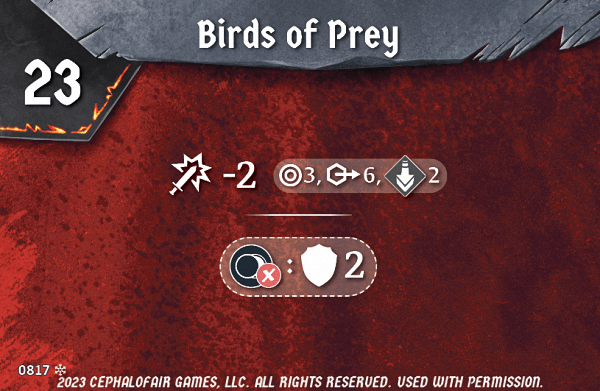 Birds of Prey
23
-2 3, 6, 2
: 2
0817
2023 CEPHALOFAIR GAMES, LLC. ALL RIGHTS RESERVED. USED WITH PERMISSION.